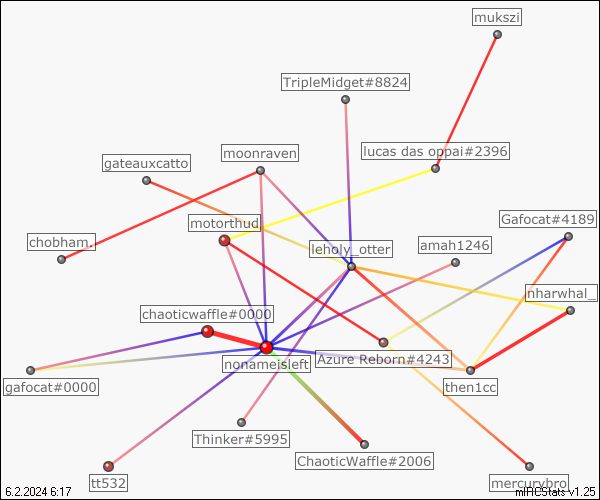 mukszi
TripleMidget#8824
moonraven
lucas das oppai#2396
gateauxcatto
motorthud
Gafocat#4189
chobham_
leholy_otter
amah1246
nharwhal_
chaoticwaffle#0000
nonameisleft
Azure Reborn#4243
gafocat#0000
then1cc
Thinker#5995
ChaoticWaffle#2006
tt532
mercurybro
6.2.2024 6:17
mIRCStats v1.25